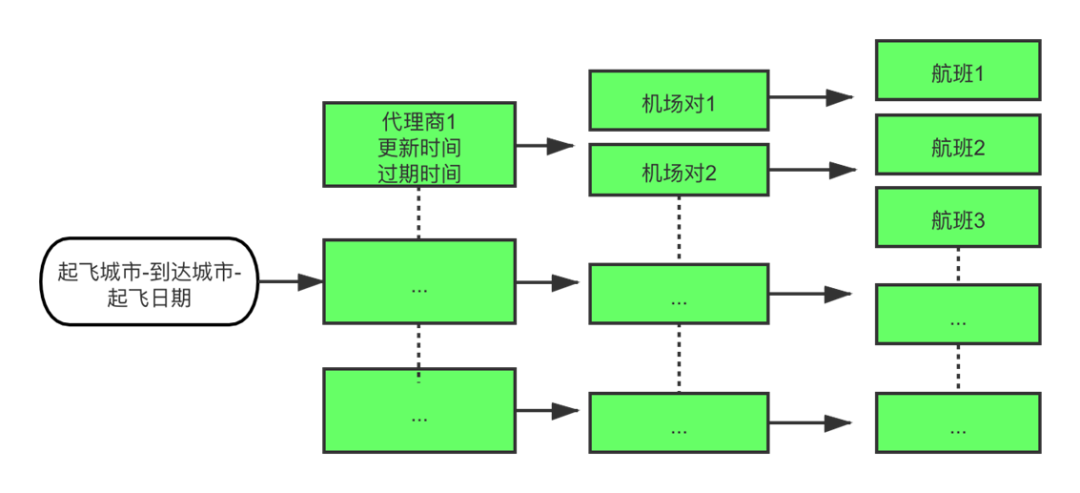 起飞城市-到达城市-
起飞日期
代理商1
更新时间
过期时间
...
...
机场对1
机场对2
...
...
航班1
航班2
航班3
...
...